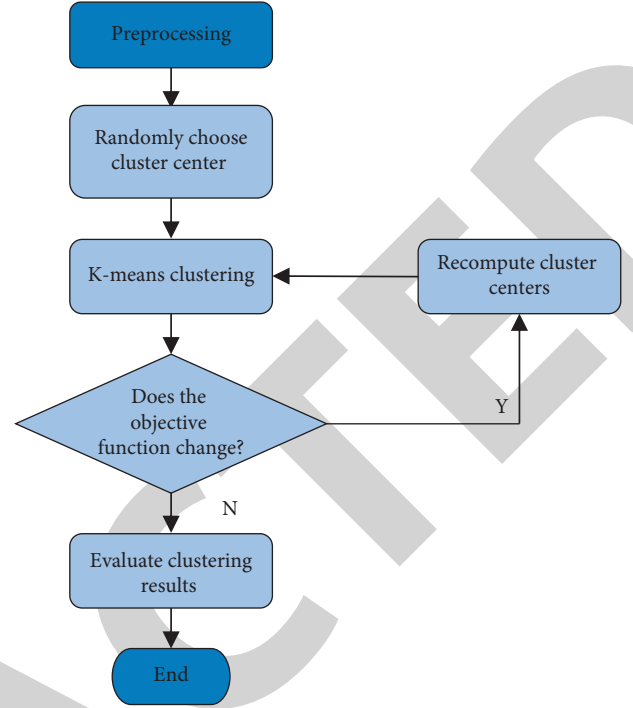 Preprocessing
Randomly choose
cluster center
K-means clustering
Recompute cluster
centers
Does the
objective
function change?
Y
N
Evaluate clustering
results
End